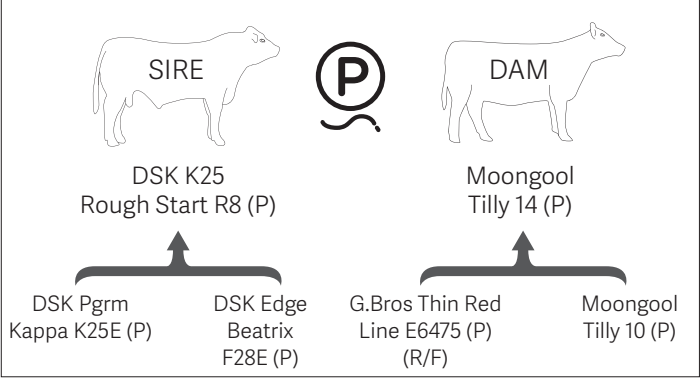 SIRE
P
DAM
DSK K25
Rough Start R8 (P)
Moongool
Tilly 14 (P)
DSK Pgrm
Kappa K25E (P)
DSK Edge
Beatrix
F28E (P)
G.Bros Thin Red
Line E6475 (P)
(R/F)
Moongool
Tilly 10 (P)